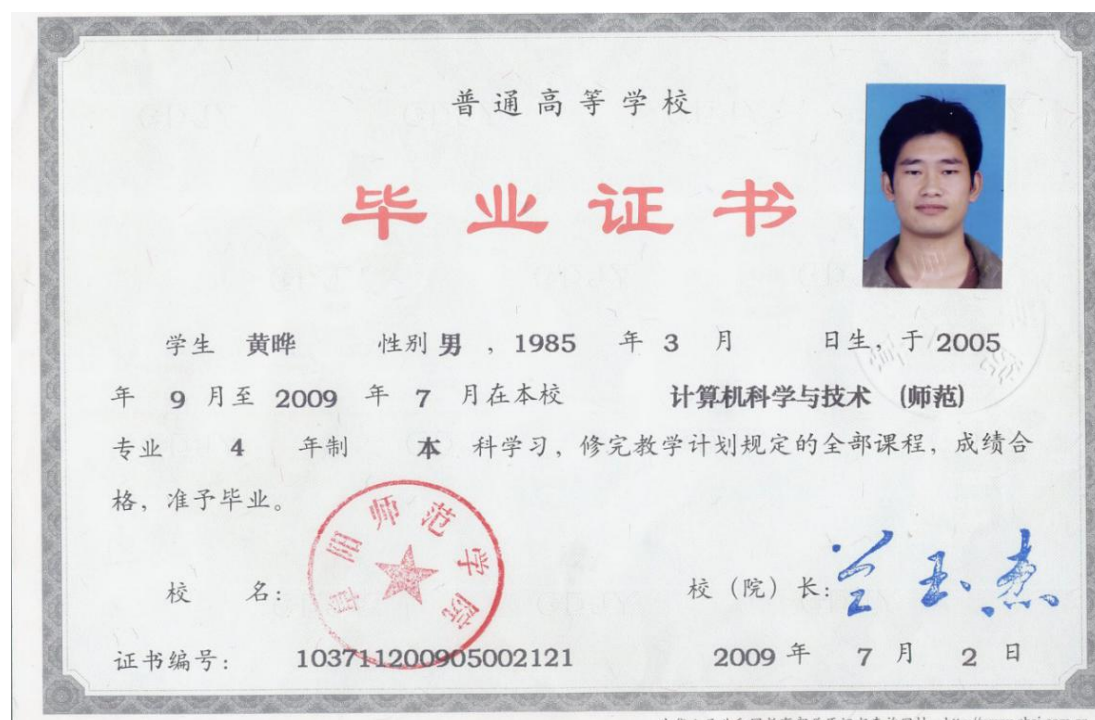 普通高等学校
毕业证书
学生 黄晔 性别 男 , 1985 年 3 月 日生, 于 2005
年 9 月至 2009 年 7 月在本校 计算机科学与技术 (师范)
专业 4 年制 本 科学习, 修完教学计划规定的全部课程, 成绩合
格, 准予毕业。
师范学院
校 名:
校 (院) 长:
证书编号: 103711200905002121 2009 年 7 月 2 日